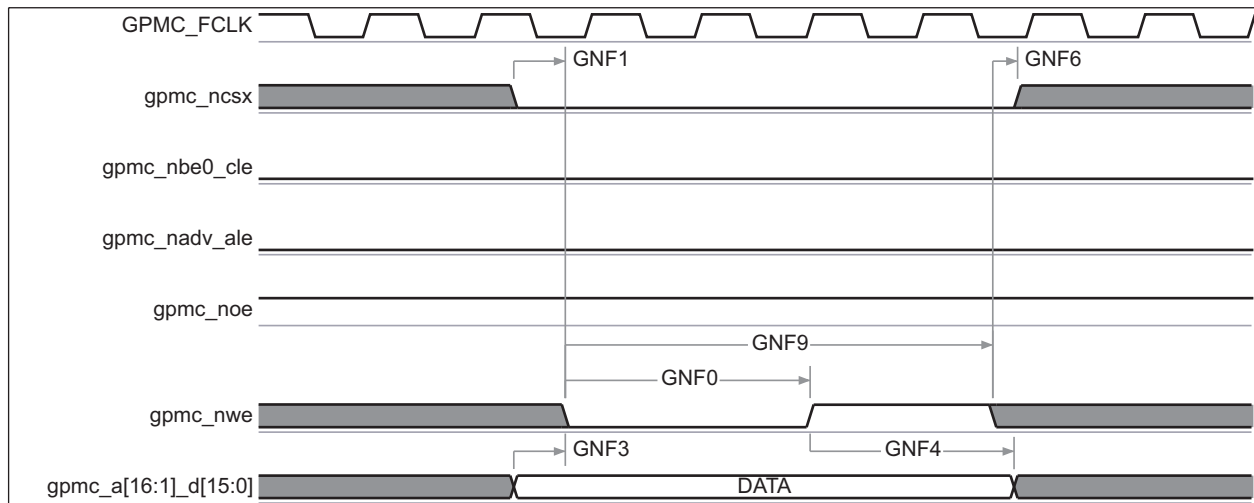 GPMC_FCLK
GNF1
GNF6
gpmc_ncsx
gpmc_nbe0_cle
gpmc_nadv_ale
gpmc_noe
GNF9
GNF0
gpmc_nwe
GNF3
GNF4
gpmc_a[16:1]_d[15:0]
DATA